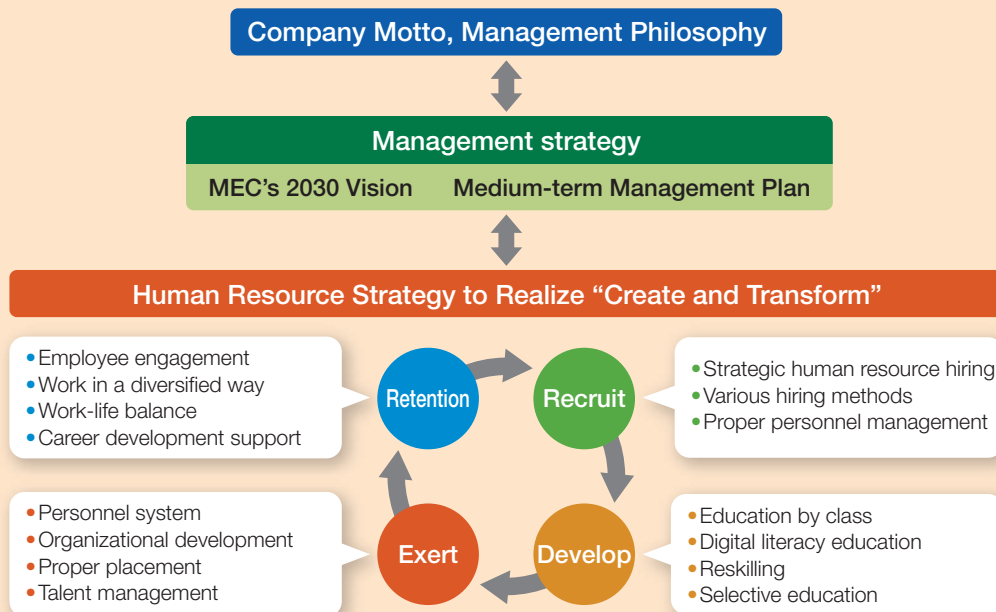 Company Motto, Management Philosophy
Management strategy
MEC's 2030 Vision Medium-term Management Plan
Human Resource Strategy to Realize “Create and Transform”
•Employee engagement
•Work in a diversified way
•Work-life balance
•Career development support
Retention
Recruit
•Strategic human resource hiring
•Various hiring methods
•Proper personnel management
•Personnel system
•Organizational development
•Proper placement
•Talent management
Exert
Develop
•Education by class
•Digital literacy education
•Reskilling
•Selective education